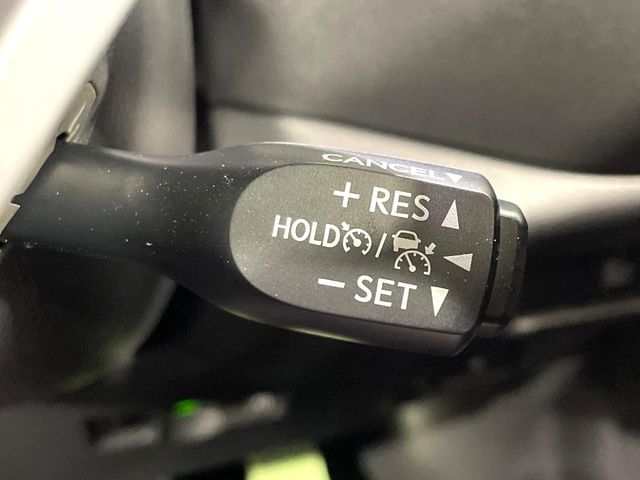 CANCEL▼
+ RES ▲
HOLD / ◀
− SET ▼